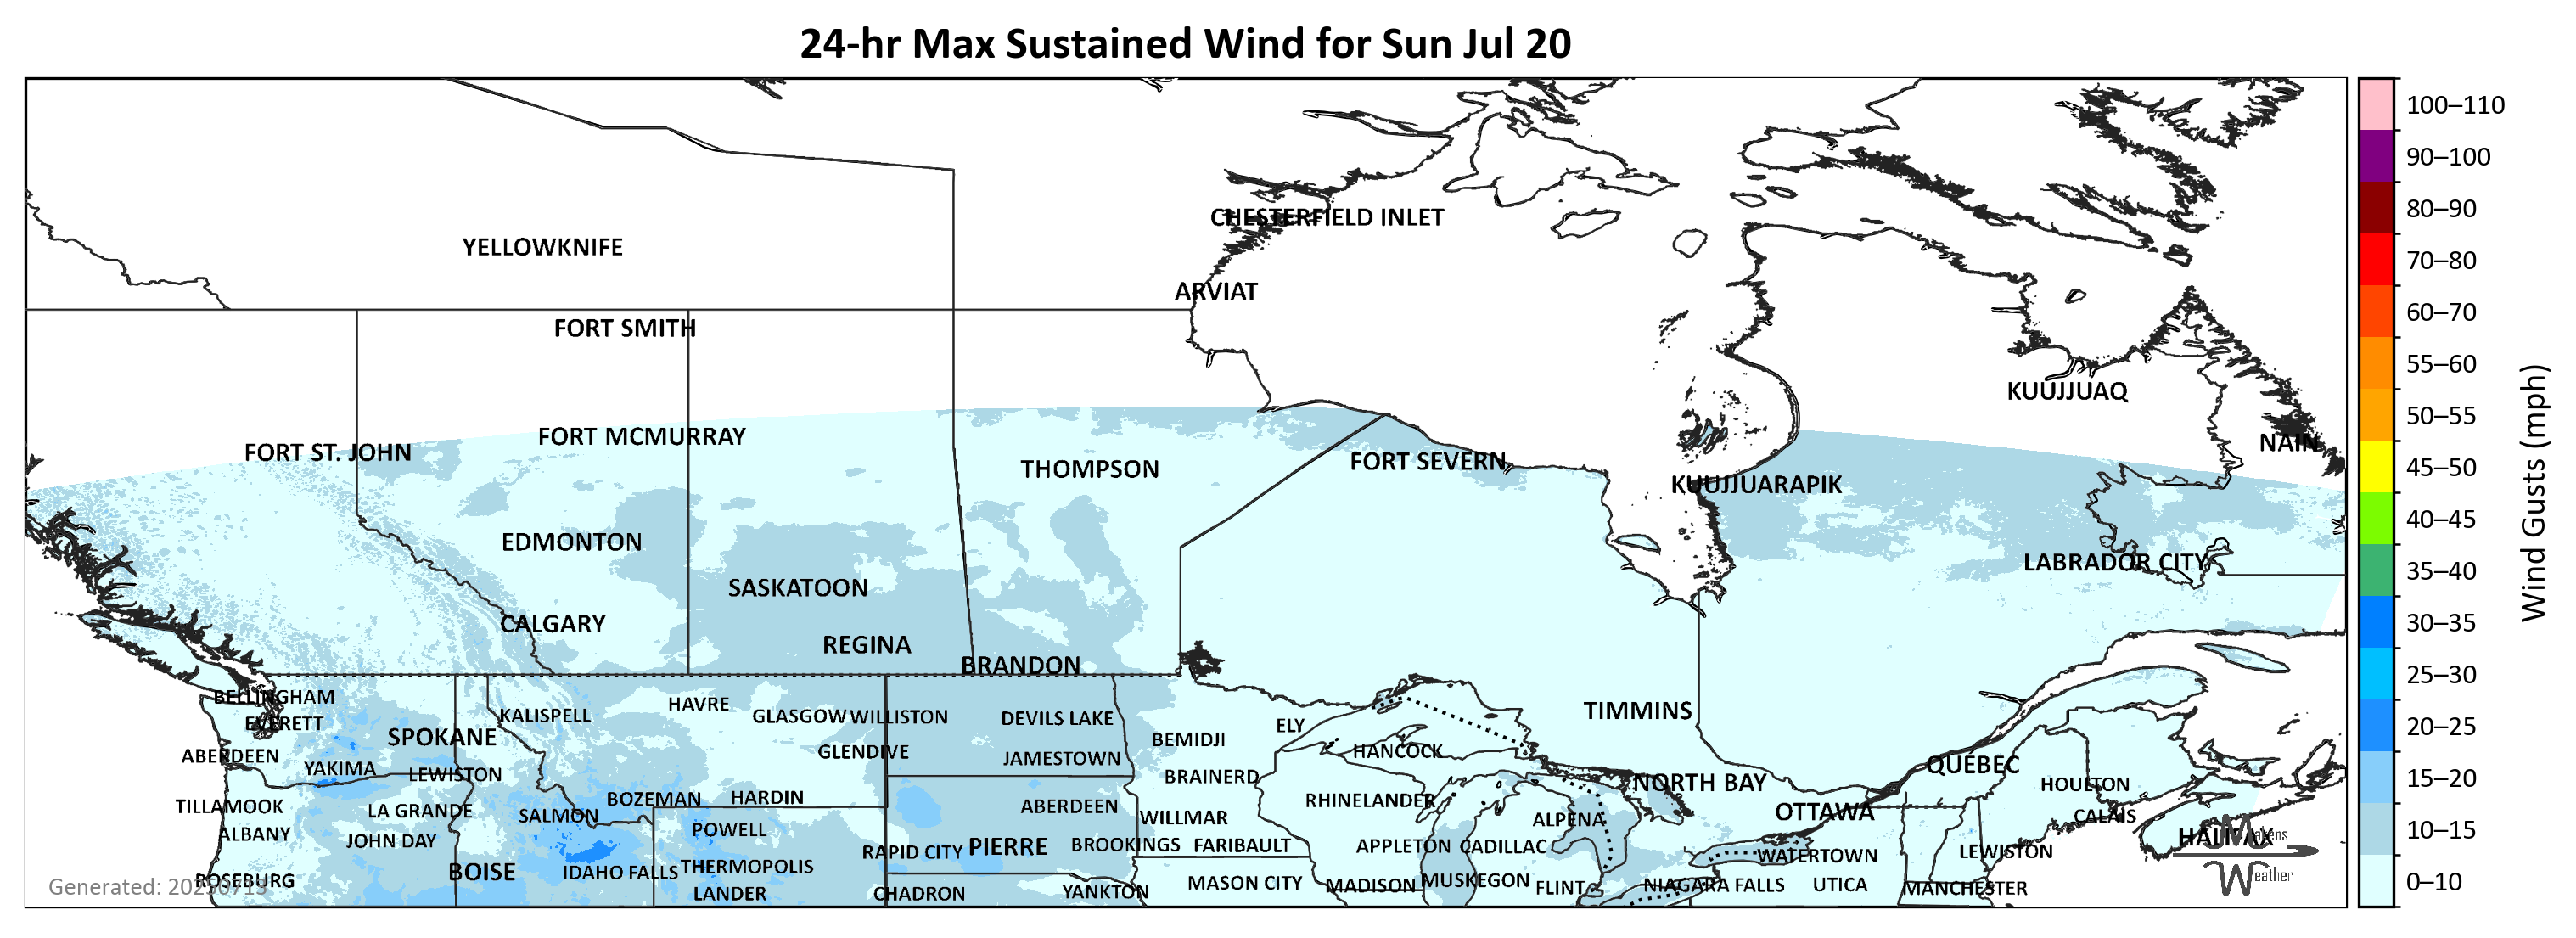 24-hr Max Sustained Wind for Sun Jul 20
100–110
90–100
80–90
70–80
60–70
55–60
50–55
45–50
40–45
35–40
30–35
25–30
20–25
15–20
10–15
0–10
Wind Gusts (mph)
CHESTERFIELD INLET
YELLOWKNIFE
ARVIAT
FORT SMITH
KUUJJUAQ
FORT MCMURRAY
NAIN
FORT ST. JOHN
FORT SEVERN
THOMPSON
KUUJJUARAPIK
EDMONTON
LABRADOR CITY
SASKATOON
CALGARY
REGINA
BRANDON
BELLINGHAM
HAVRE
TIMMINS
KALISPELL
GLASGOW
WILLISTON
DEVILS LAKE
EVERETT
ELY
SPOKANE
BEMIDJI
HANCOCK
GLENDIVE
ABERDEEN
JAMESTOWN
QUÉBEC
YAKIMA
LEWISTON
BRAINERD
NORTH BAY
HOULTON
BOZEMAN
HARDIN
RHINELANDER
TILLAMOOK
LA GRANDE
ABERDEEN
OTTAWA
SALMON
WILLMAR
CALAIS
ALPENA
POWELL
ALBANY
HALIFAX
JOHN DAY
PIERRE
BROOKINGS
FARIBAULT
APPLETON
CADILLAC
RAPID CITY
LEWISTON
WATERTOWN
THERMOPOLIS
BOISE
IDAHO FALLS
ROSEBURG
MUSKEGON
MASON CITY
MADISON
FLINT
NIAGARA FALLS
UTICA
MANCHESTER
LANDER
CHADRON
YANKTON
Generated: 20250713
Makens
Weather